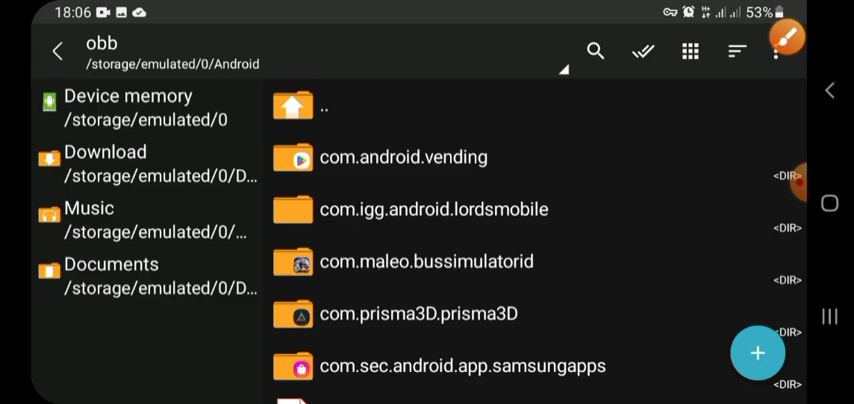 18:06
53%
obb
/storage/emulated/0/Android
Device memory
/storage/emulated/0
Download
/storage/emulated/0/D...
Music
/storage/emulated/0/...
Documents
/storage/emulated/0/D...
..
com.android.vending
<DIR>
com.igg.android.lordsmobile
<DIR>
com.maleo.bussimulatorid
<DIR>
com.prisma3D.prisma3D
<DIR>
com.sec.android.app.samsungapps
<DIR>